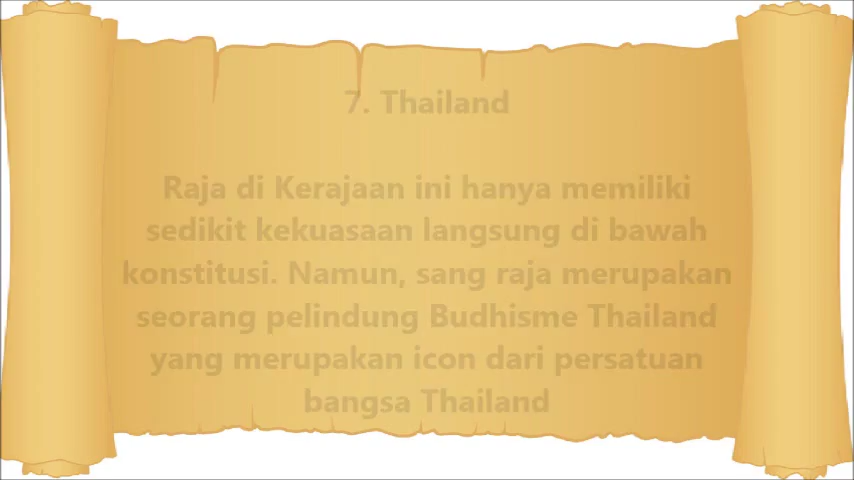 7. Thailand
Raja di Kerajaan ini hanya memiliki
sedikit kekuasaan langsung di bawah
konstitusi. Namun, sang raja merupakan
seorang pelindung Budhisme Thailand
yang merupakan icon dari persatuan
bangsa Thailand